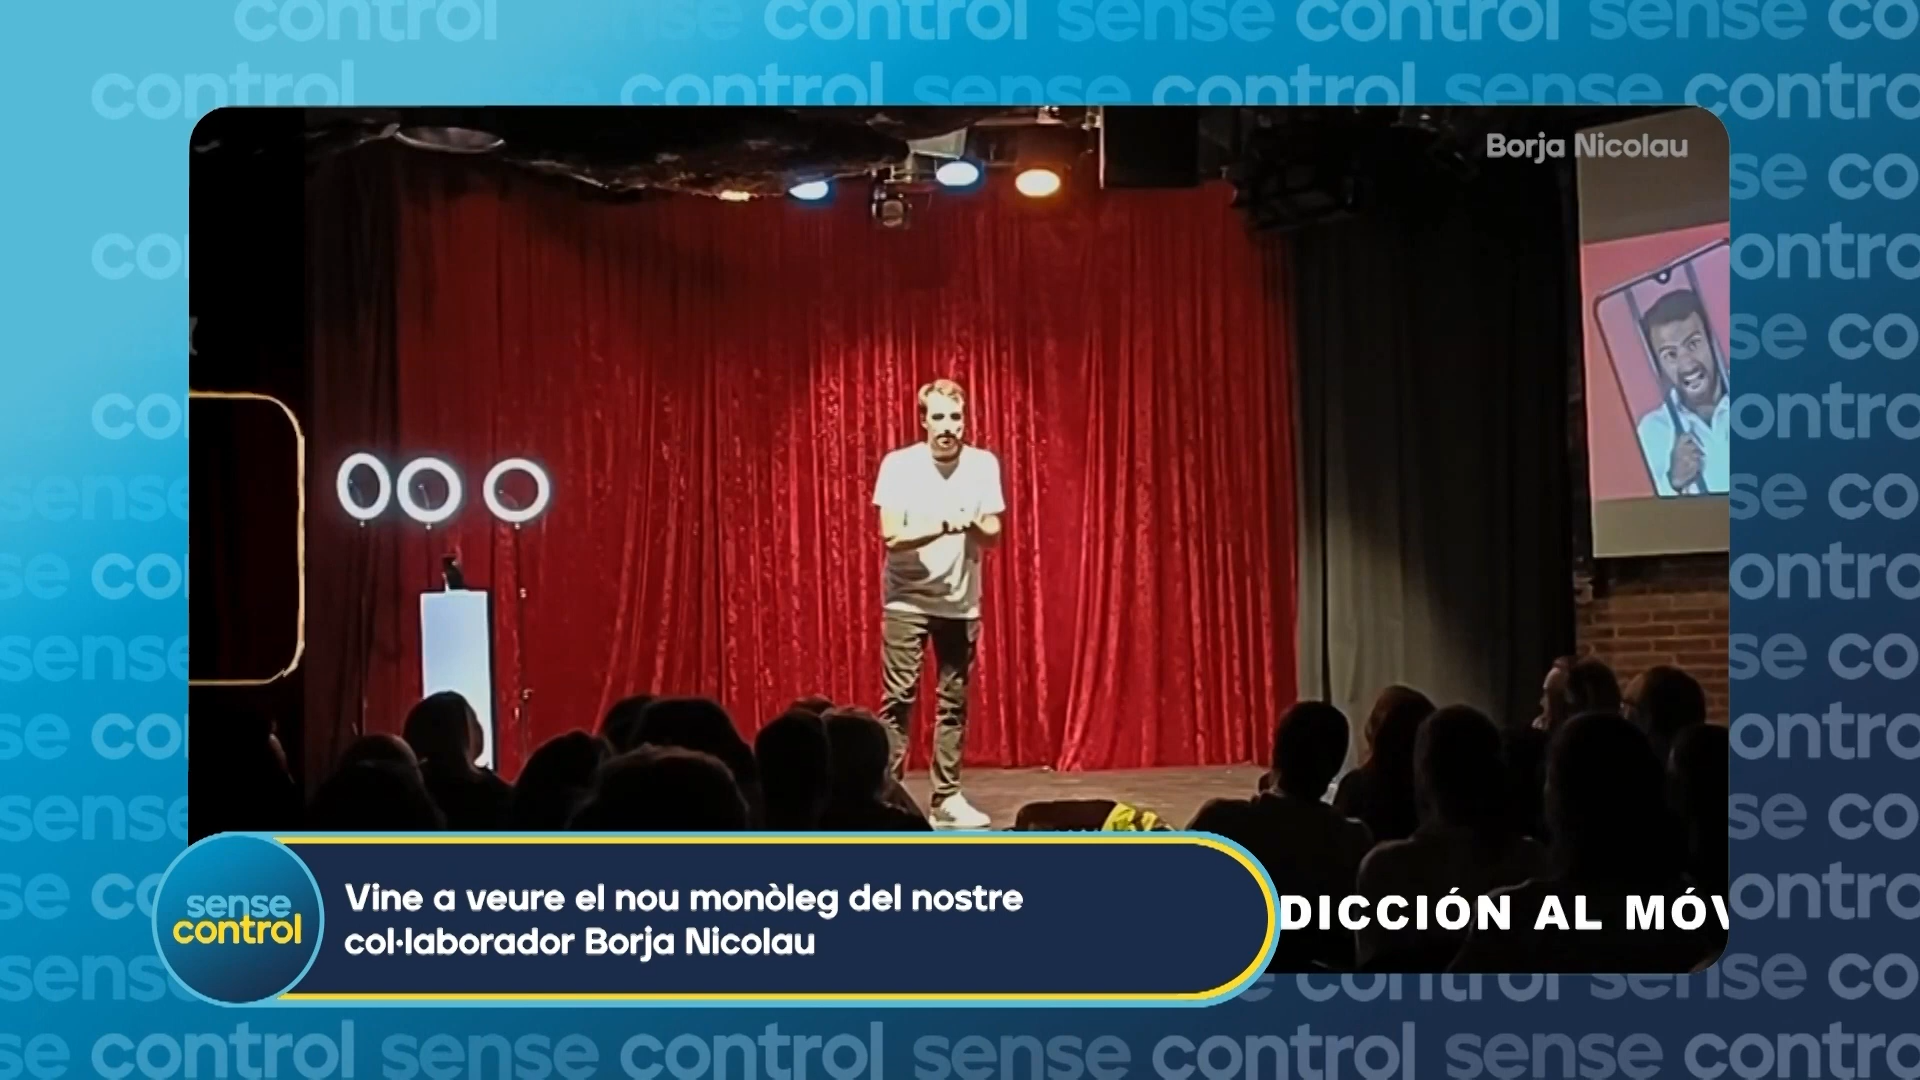 Borja Nicolau
sense
control
Vine a veure el nou monòleg del nostre
col·laborador Borja Nicolau
DICCIÓN AL MÓV